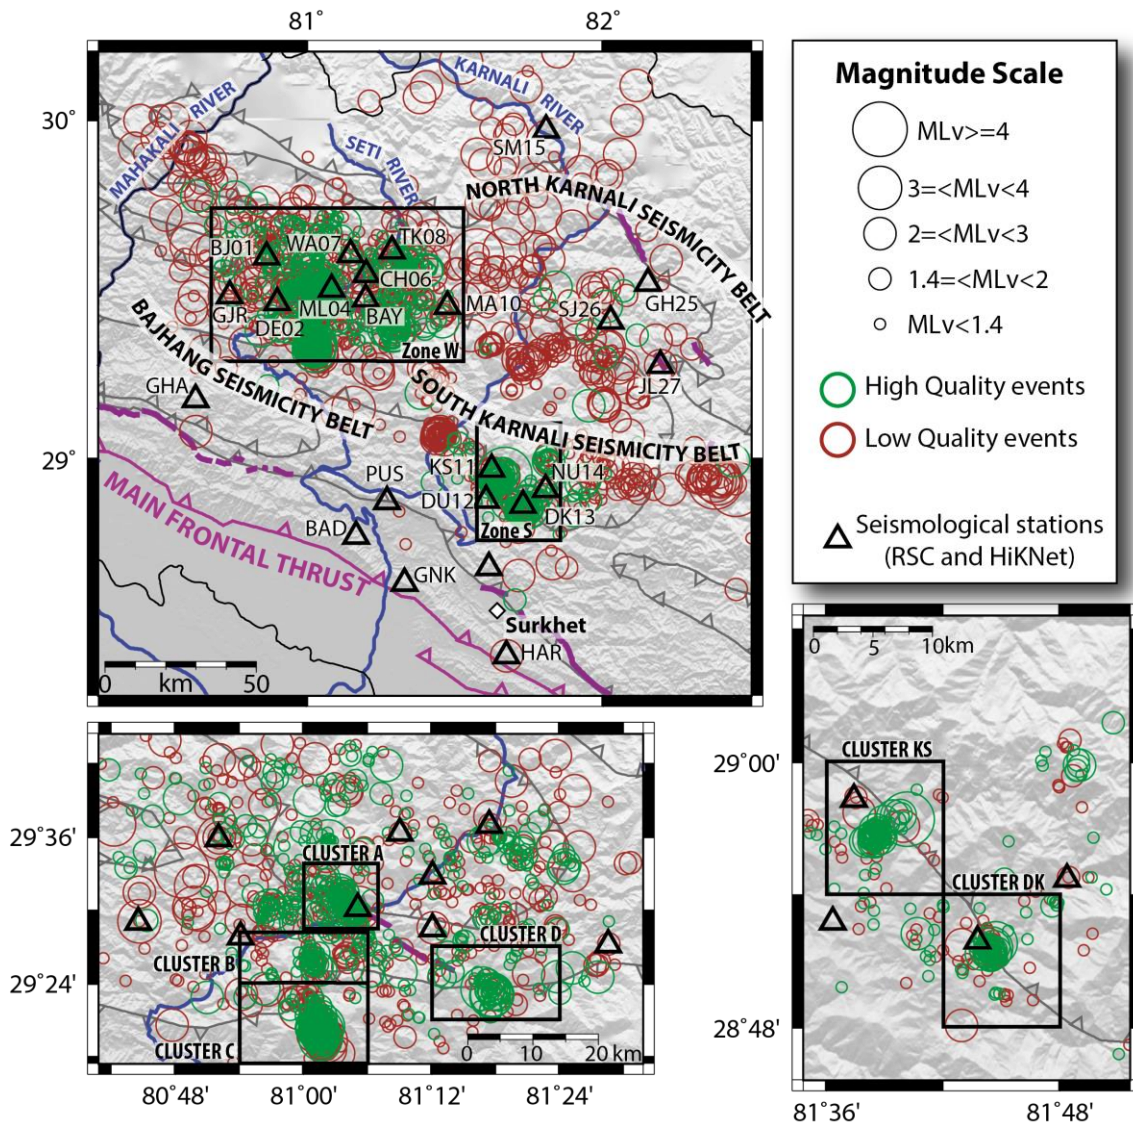 81°
82°
30°
29°
MAHAKALI RIVER
SETI RIVER
KARNALI RIVER
SM15
NORTH KARNALI SEISMICITY BELT
BJ01
WA07
TK08
CH06
GJR
DE02
ML04
BAY
MA10
Zone W
SJ26
GH25
JL27
BAJHANG SEISMICITY BELT
SOUTH KARNALI SEISMICITY BELT
GHA
KS11
NU14
PUS
DU12
DK13
BAD
Zone S
MAIN FRONTAL THRUST
GNK
Surkhet
HAR
0 km 50
Magnitude Scale
MLv>=4
3=<MLv<4
2=<MLv<3
1.4=<MLv<2
MLv<1.4
High Quality events
Low Quality events
Seismological stations
(RSC and HiKNet)
29°36'
29°24'
CLUSTER A
CLUSTER B
CLUSTER C
CLUSTER D
0 10 20 km
80°48'
81°00'
81°12'
81°24'
0 5 10km
29°00'
28°48'
CLUSTER KS
CLUSTER DK
81°36'
81°48'